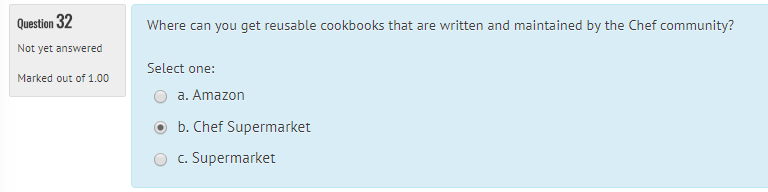 Question 32
Not yet answered
Marked out of 1.00
Where can you get reusable cookbooks that are written and maintained by the Chef community?
Select one:
a. Amazon
b. Chef Supermarket
c. Supermarket